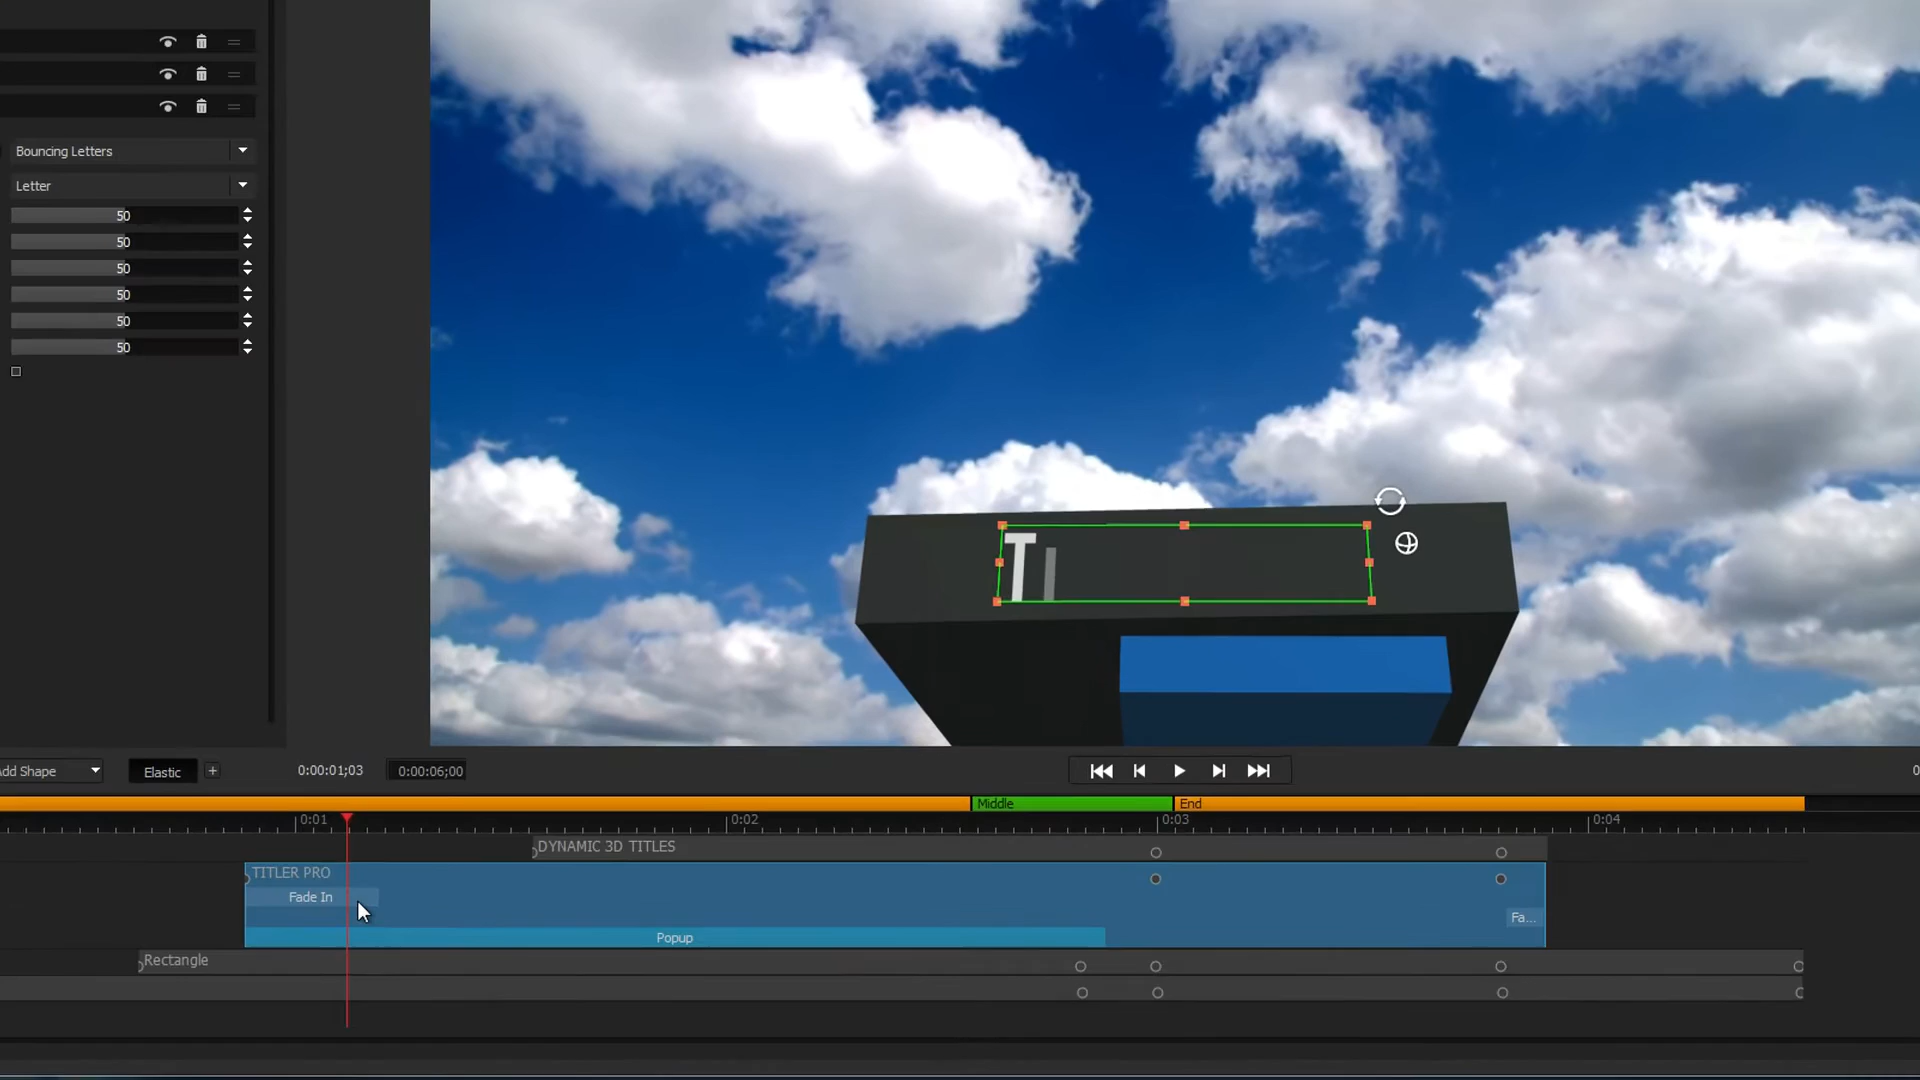 Bouncing Letters
Letter
50
50
50
50
50
50
T
dd Shape
Elastic
+
0:00:01;03
0:00:06;00
0
Middle
End
0:01
0:02
0:03
0:04
DYNAMIC 3D TITLES
TITLER PRO
Fade In
Fa...
Popup
Rectangle